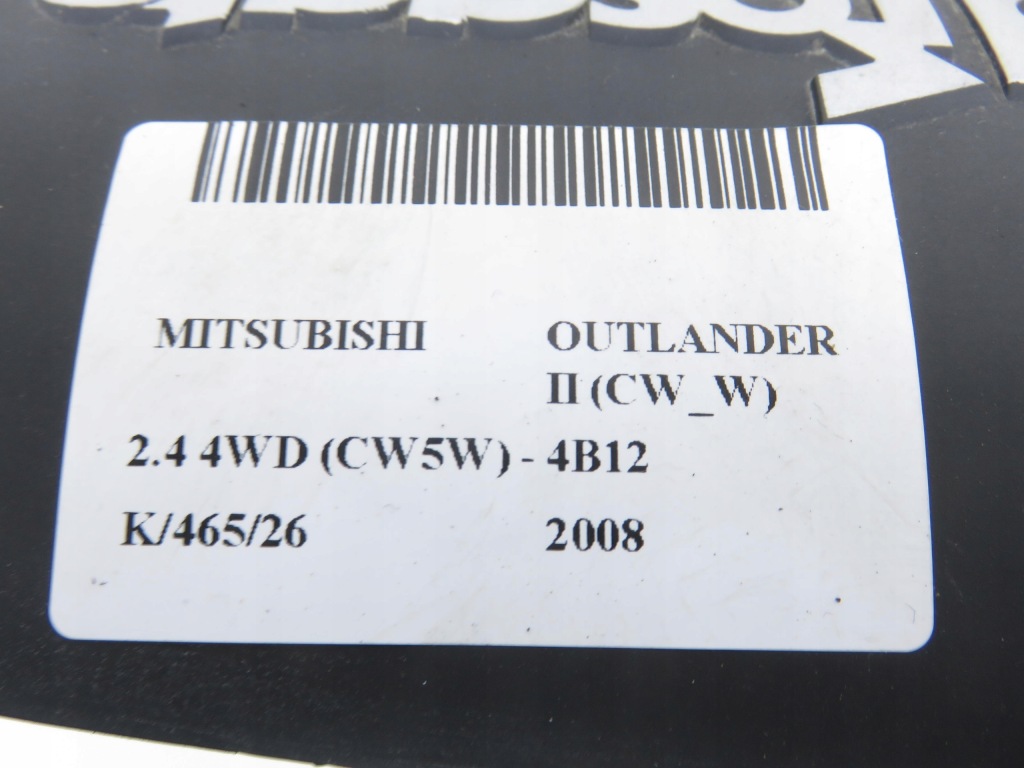 MITSUBISHI OUTLANDER
II (CW_W)
2.4 4WD (CW5W) - 4B12
K/465/26 2008